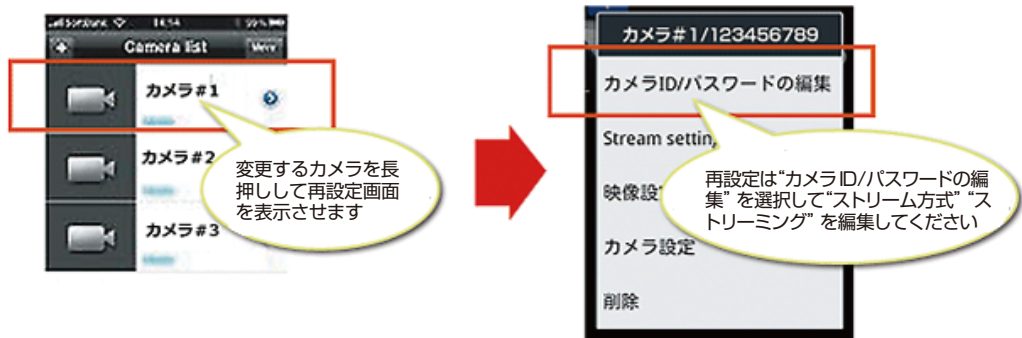 14:54
Camera list
カメラ#1
カメラ#2
カメラ#3
変更するカメラを長
押しして再設定画面
を表示させます
カメラ#1/123456789
カメラID/パスワードの編集
Stream settin
映像設
カメラ設定
削除
再設定は“カメラID/パスワードの編
集” を選択して“ストリーム方式” “ス
トリーミング” を編集してください